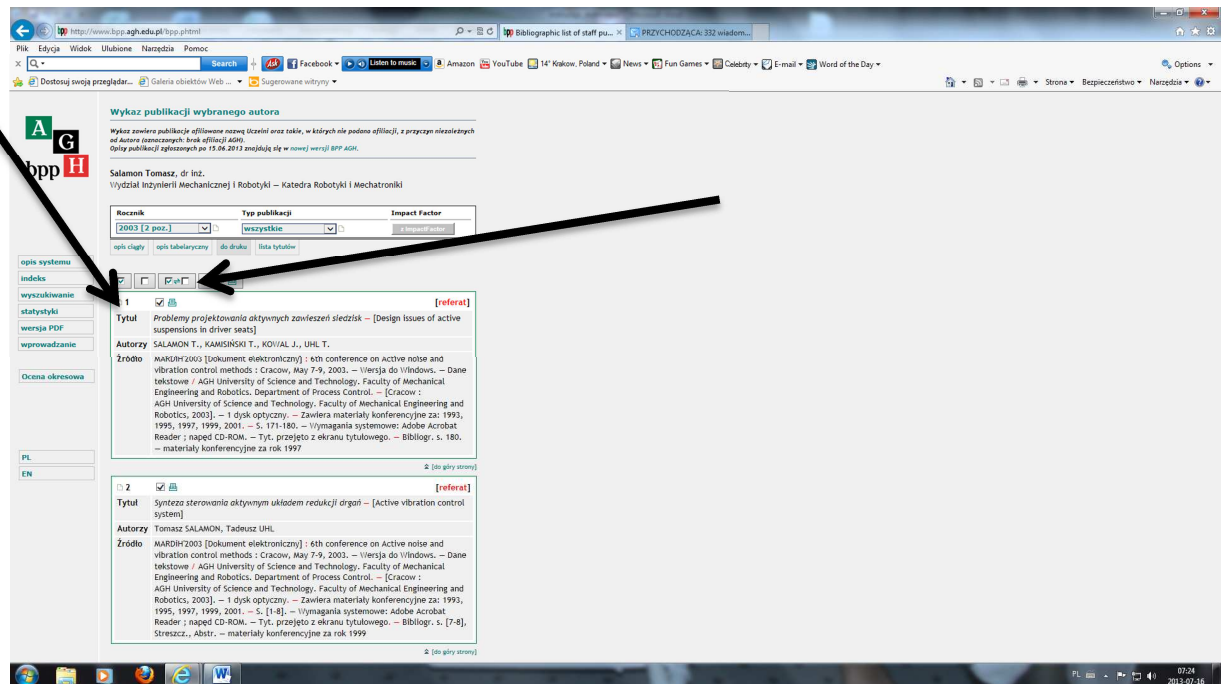 http://www.bpp.agh.edu.pl/bpp.phtml
Bibliographic list of staff pu...
PRZYCHODZĄCA: 332 wiadom...
Plik Edycja Widok Ulubione Narzędzia Pomoc
Search
Facebook
Listen to music
Amazon
YouTube
14° Krakow, Poland
News
Fun Games
Celebrity
E-mail
Word of the Day
Options
Dostosuj swoją przeglądar...
Galeria obiektów Web ...
Sugerowane witryny
Strona
Bezpieczeństwo
Narzędzia
A
G
bpp H
opis systemu
indeks
wyszukiwanie
statystyki
wersja PDF
wprowadzanie
Ocena okresowa
PL
EN
Wykaz publikacji wybranego autora
Wykaz zawiera publikacje afiliowane nazwą Uczelni oraz takie, w których nie podano afiliacji, z przyczyn niezależnych
od Autora (oznaczonych: brak afiliacji AGH).
Opisy publikacji zgłoszonych po 15.06.2013 znajdują się w nowej wersji BPP AGH.
Salamon Tomasz, dr inż.
Wydział Inżynierii Mechanicznej i Robotyki — Katedra Robotyki i Mechatroniki
Rocznik Typ publikacji Impact Factor
2003 [2 poz.] wszystkie z ImpactFactor
opis ciągły opis tabelaryczny do druku lista tytułów
1 [referat]
Tytuł Problemy projektowania aktywnych zawieszeń siedzisk — [Design issues of active
suspensions in driver seats]
Autorzy SALAMON T., KAMISIŃSKI T., KOWAL J., UHL T.
Źródło MARDiH'2003 [Dokument elektroniczny] : 6th conference on Active noise and
vibration control methods : Cracow, May 7-9, 2003. — Wersja do Windows. — Dane
tekstowe / AGH University of Science and Technology. Faculty of Mechanical
Engineering and Robotics. Department of Process Control. — [Cracow :
AGH University of Science and Technology. Faculty of Mechanical Engineering and
Robotics, 2003]. — 1 dysk optyczny. — Zawiera materiały konferencyjne za: 1993,
1995, 1997, 1999, 2001. — S. 171-180. — Wymagania systemowe: Adobe Acrobat
Reader ; napęd CD-ROM. — Tyt. przejęto z ekranu tytułowego. — Bibliogr. s. 180.
— materiały konferencyjne za rok 1997
[do góry strony]
2 [referat]
Tytuł Synteza sterowania aktywnym układem redukcji drgań — [Active vibration control
system]
Autorzy Tomasz SALAMON, Tadeusz UHL
Źródło MARDiH'2003 [Dokument elektroniczny] : 6th conference on Active noise and
vibration control methods : Cracow, May 7-9, 2003. — Wersja do Windows. — Dane
tekstowe / AGH University of Science and Technology. Faculty of Mechanical
Engineering and Robotics. Department of Process Control. — [Cracow :
AGH University of Science and Technology. Faculty of Mechanical Engineering and
Robotics, 2003]. — 1 dysk optyczny. — Zawiera materiały konferencyjne za: 1993,
1995, 1997, 1999, 2001. — S. [1-8]. — Wymagania systemowe: Adobe Acrobat
Reader ; napęd CD-ROM. — Tyt. przejęto z ekranu tytułowego. — Bibliogr. s. [7-8],
Streszcz., Abstr. — materiały konferencyjne za rok 1999
[do góry strony]
PL
07:24
2013-07-16